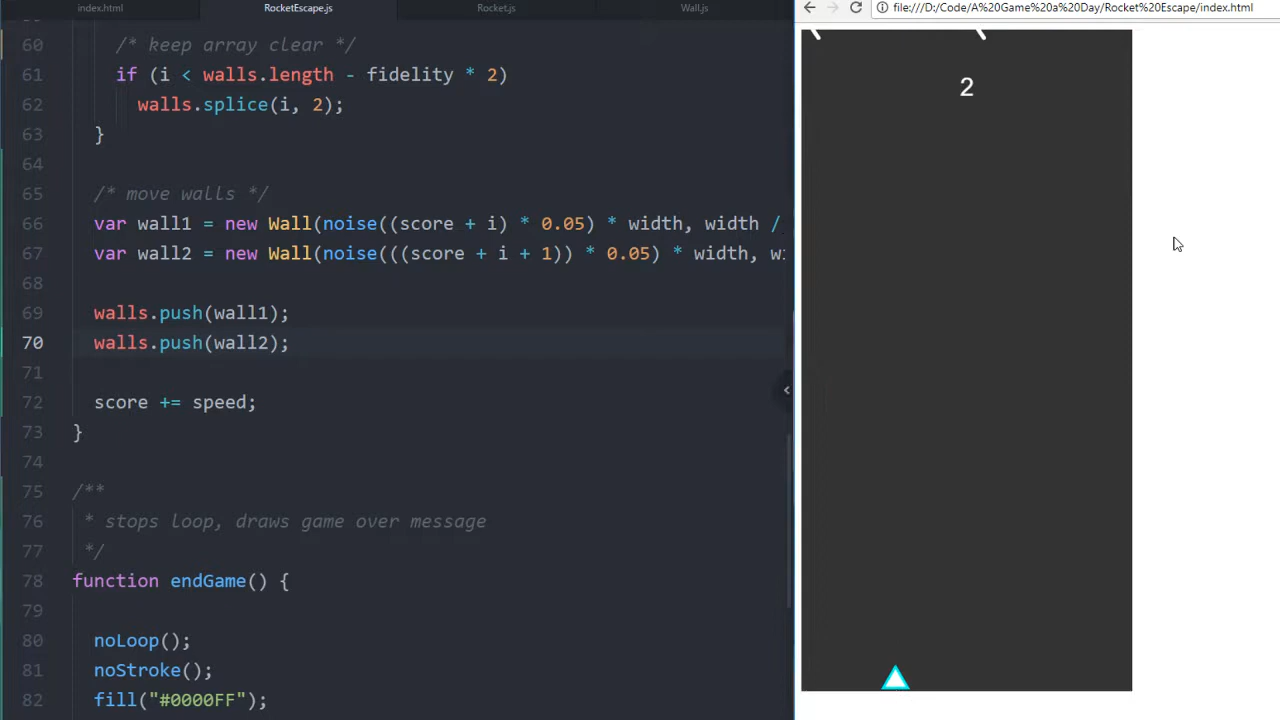 index.html RocketEscape.js Rocket.js Wall.js
60 /* keep array clear */
61 if (i < walls.length - fidelity * 2)
62 walls.splice(i, 2);
63 }
64
65 /* move walls */
66 var wall1 = new Wall(noise((score + i) * 0.05) * width, width /
67 var wall2 = new Wall(noise(((score + i + 1)) * 0.05) * width, wi
68
69 walls.push(wall1);
70 walls.push(wall2);
71
72 score += speed;
73 }
74
75 /**
76 * stops loop, draws game over message
77 */
78 function endGame() {
79
80 noLoop();
81 noStroke();
82 fill("#0000FF");
file:///D:/Code/A%20Game%20a%20Day/Rocket%20Escape/index.html
2